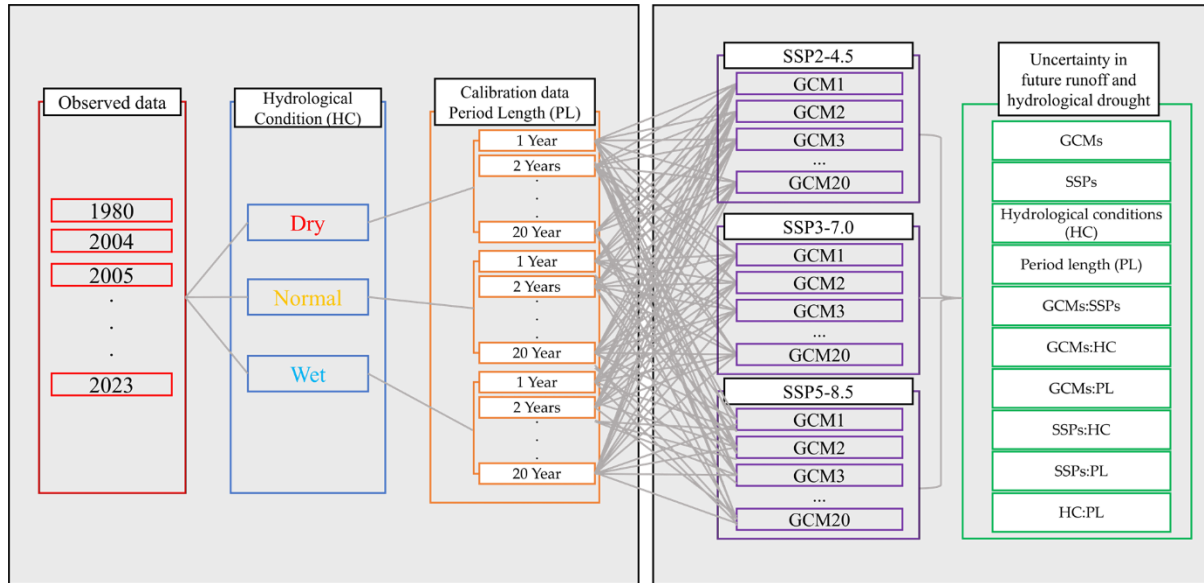 Observed data
1980
2004
2005
.
.
.
2023
Hydrological
Condition (HC)
Dry
Normal
Wet
Calibration data
Period Length (PL)
1 Year
2 Years
.
.
.
20 Year
1 Year
2 Years
.
.
.
20 Year
1 Year
2 Years
.
.
.
20 Year
SSP2-4.5
GCM1
GCM2
GCM3
...
GCM20
SSP3-7.0
GCM1
GCM2
GCM3
...
GCM20
SSP5-8.5
GCM1
GCM2
GCM3
...
GCM20
Uncertainty in
future runoff and
hydrological drought
GCMs
SSPs
Hydrological conditions
(HC)
Period length (PL)
GCMs:SSPs
GCMs:HC
GCMs:PL
SSPs:HC
SSPs:PL
HC:PL